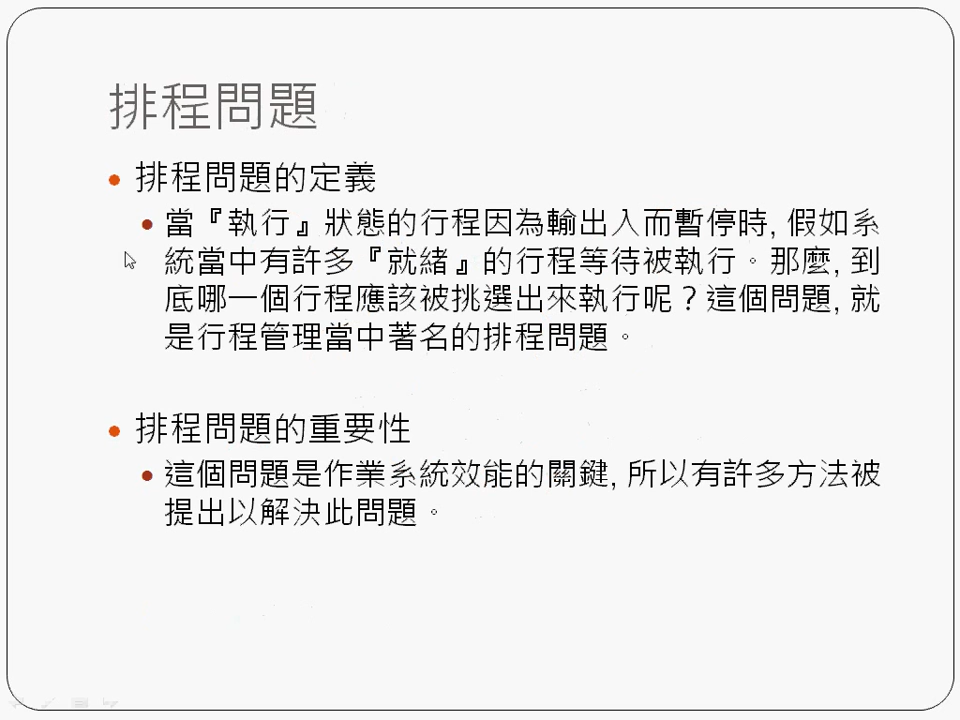 排程問題
排程問題的定義
當『執行』狀態的行程因為輸出入而暫停時, 假如系
統當中有許多『就緒』的行程等待被執行。那麼, 到
底哪一個行程應該被挑選出來執行呢？這個問題, 就
是行程管理當中著名的排程問題。
排程問題的重要性
這個問題是作業系統效能的關鍵, 所以有許多方法被
提出以解決此問題。